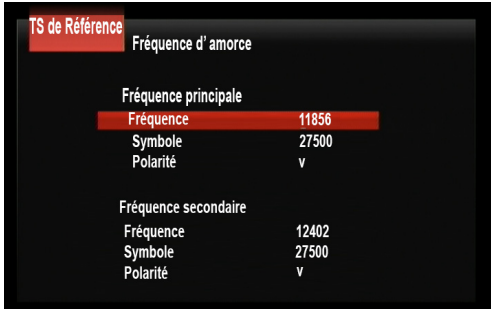 TS de Référence
Fréquence d' amorce
Fréquence principale
Fréquence 11856
Symbole 27500
Polarité v
Fréquence secondaire
Fréquence 12402
Symbole 27500
Polarité v